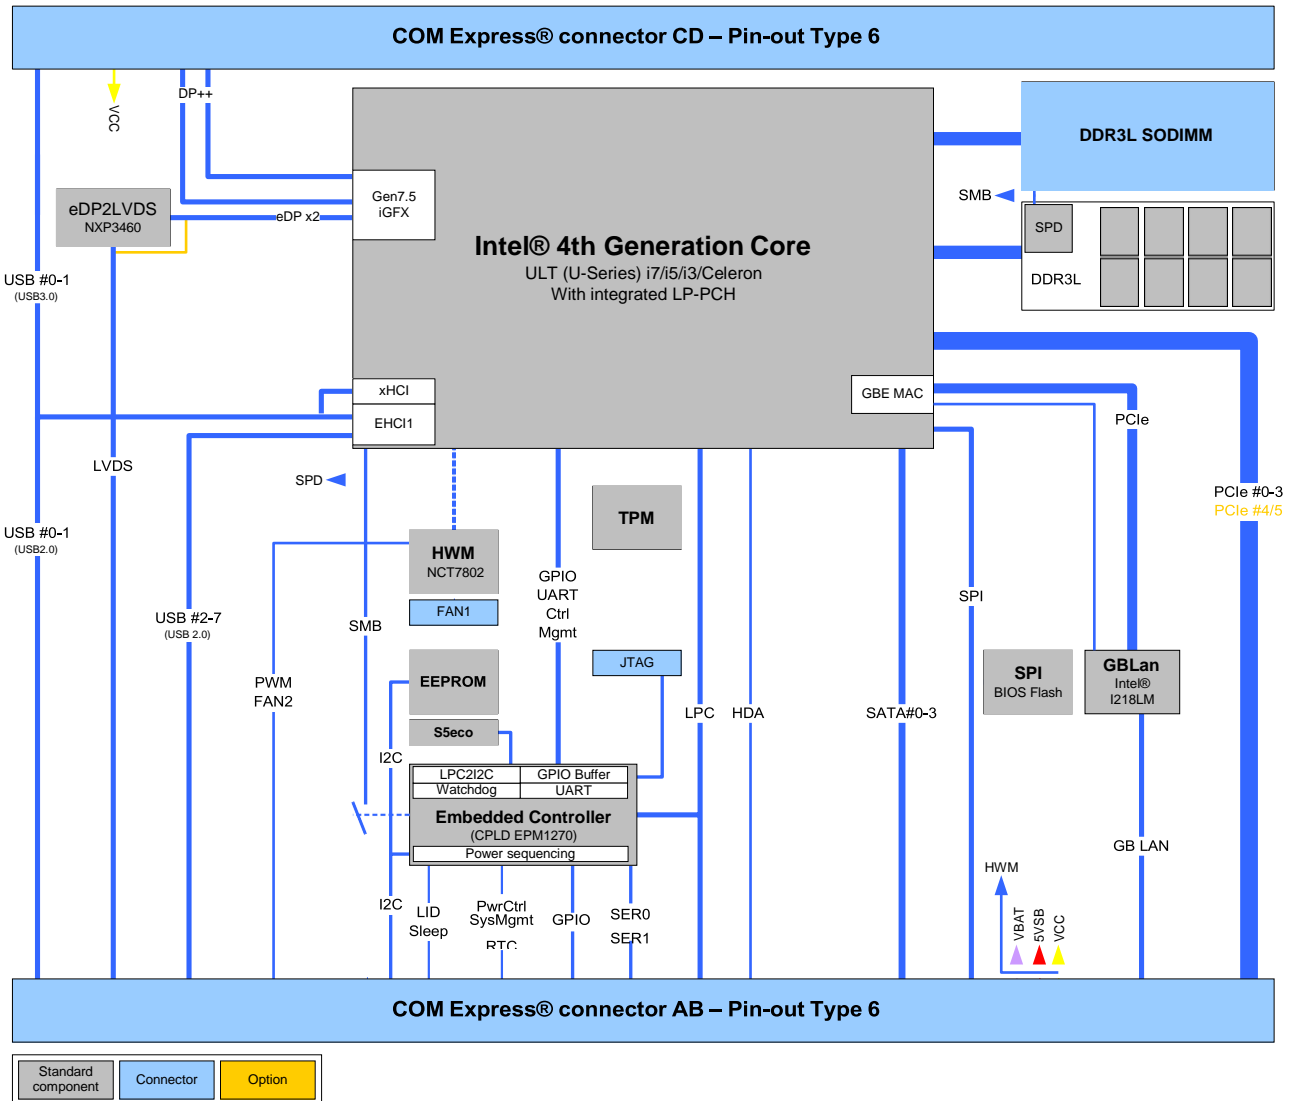 COM Express® connector CD – Pin-out Type 6
DP++
VCC
DDR3L SODIMM
SMB
Gen7.5
iGFX
eDP2LVDS
NXP3460
eDP x2
SPD
DDR3L
Intel® 4th Generation Core
ULT (U-Series) i7/i5/i3/Celeron
With integrated LP-PCH
USB #0-1
(USB3.0)
xHCI
EHCI1
GBE MAC
PCIe
LVDS
SPD
PCIe #0-3
PCIe #4/5
TPM
USB #0-1
(USB2.0)
HWM
NCT7802
FAN1
GPIO
UART
Ctrl
Mgmt
SPI
USB #2-7
(USB 2.0)
SMB
JTAG
EEPROM
PWM
FAN2
SPI
BIOS Flash
GBLan
Intel®
I218LM
LPC
HDA
SATA#0-3
S5eco
I2C
LPC2I2C
GPIO Buffer
Watchdog
UART
Embedded Controller
(CPLD EPM1270)
Power sequencing
GB LAN
HWM
I2C
LID
Sleep
PwrCtrl
SysMgmt
RTC
GPIO
SER0
SER1
VBAT
5VSB
VCC
COM Express® connector AB – Pin-out Type 6
Standard
component
Connector
Option